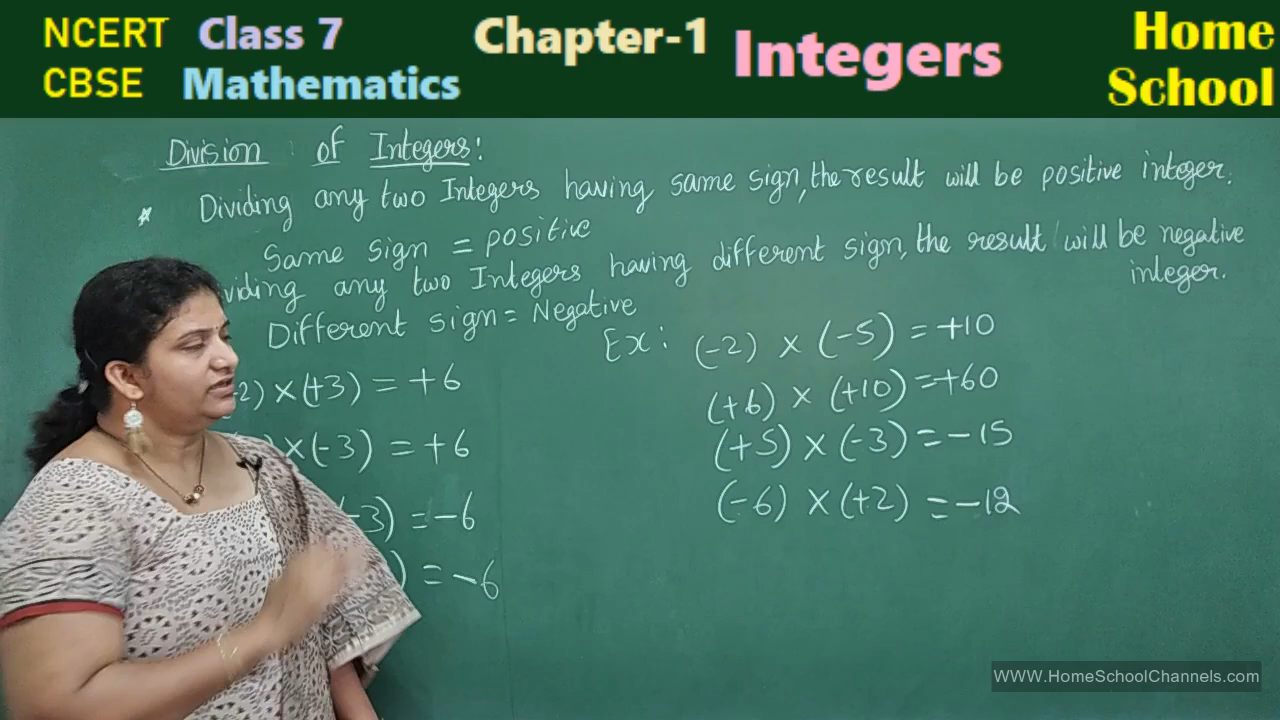 NCERT Class 7 Chapter-1 Integers Home
CBSE Mathematics School
Division of Integers:
* Dividing any two Integers having same sign, the result will be positive integer.
Same sign = positive
viding any two Integers having different sign, the result will be negative
integer.
Different sign = Negative
Ex: (-2) × (-5) = +10
2) × (+3) = +6
(+6) × (+10) = +60
) × (-3) = +6
(+5) × (-3) = -15
3) = -6
(-6) × (+2) = -12
) = -6
WWW.HomeSchoolChannels.com